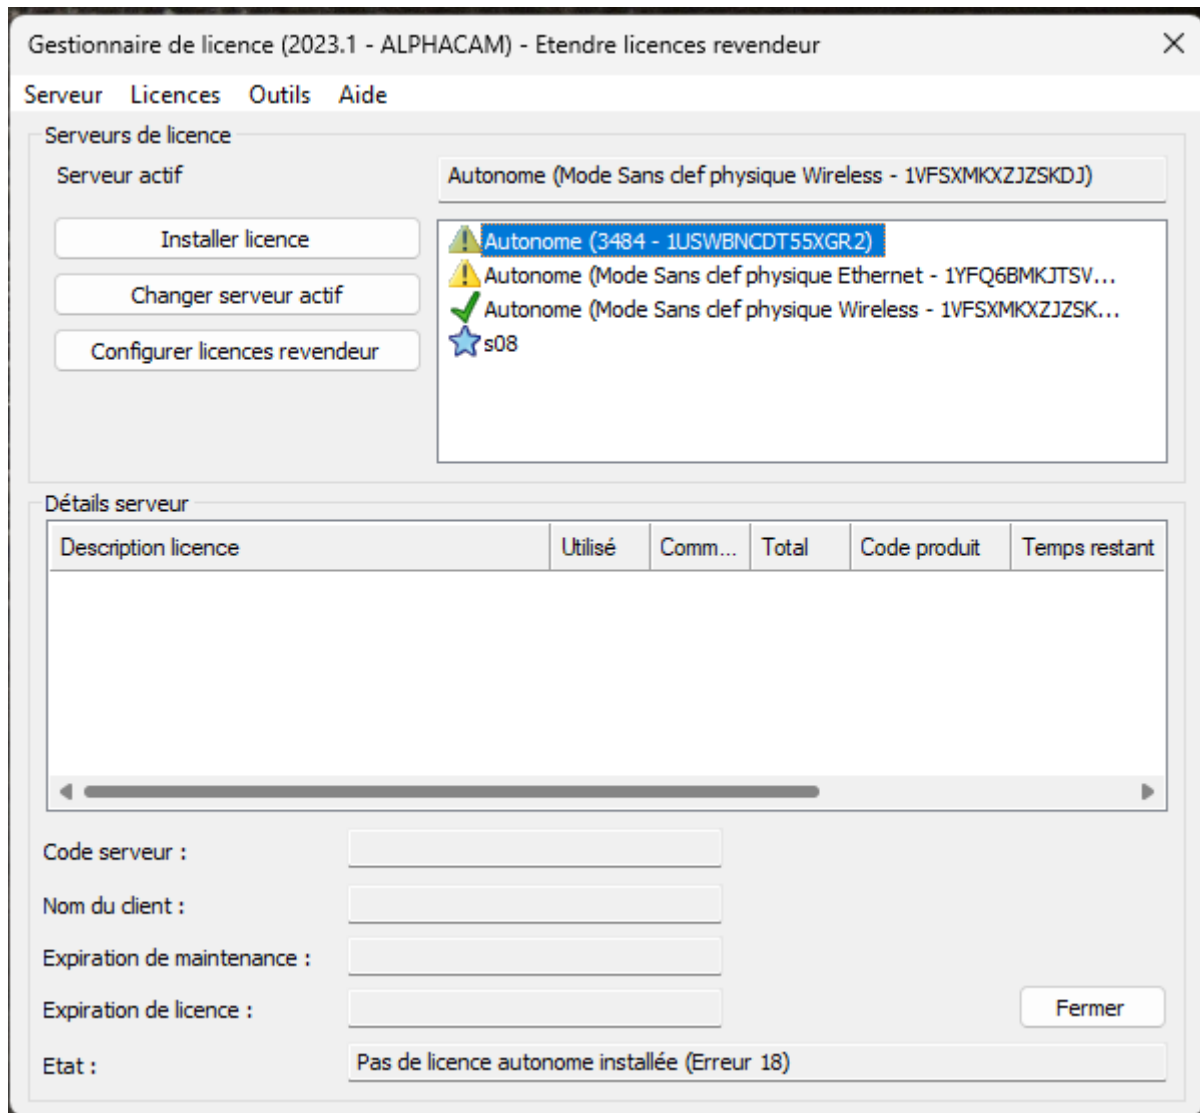 Gestionnaire de licence (2023.1 - ALPHACAM) - Etendre licences revendeur
Serveur Licences Outils Aide
Serveurs de licence
Serveur actif
Autonome (Mode Sans clef physique Wireless - 1VFSXMKXZJZSKDJ)
Installer licence
Changer serveur actif
Configurer licences revendeur
Autonome (3484 - 1USWBNCDT55XGR2)
Autonome (Mode Sans clef physique Ethernet - 1YFQ6BMKJTSV...
Autonome (Mode Sans clef physique Wireless - 1VFSXMKXZJZSK...
s08
Détails serveur
Description licence Utilisé Comm... Total Code produit Temps restant
Code serveur :
Nom du client :
Expiration de maintenance :
Expiration de licence :
Fermer
Etat :
Pas de licence autonome installée (Erreur 18)